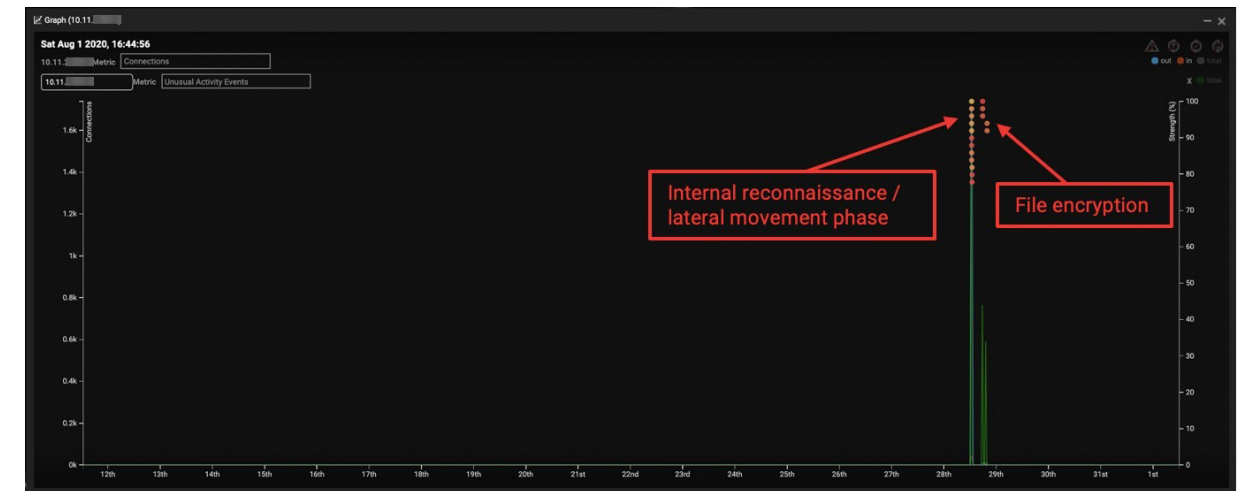 Graph (10.11.
Sat Aug 1 2020, 16:44:56
10.11. Metric Connections
out in total
10.11. Metric Unusual Activity Events
X total
Connections
1.6k
1.4k
1.2k
1k
0.8k
0.6k
0.4k
0.2k
0k
Internal reconnaissance /
lateral movement phase
File encryption
Strength (%)
100
90
80
70
60
50
40
30
20
10
0
12th 13th 14th 15th 16th 17th 18th 19th 20th 21st 22nd 23rd 24th 25th 26th 27th 28th 29th 30th 31st 1st